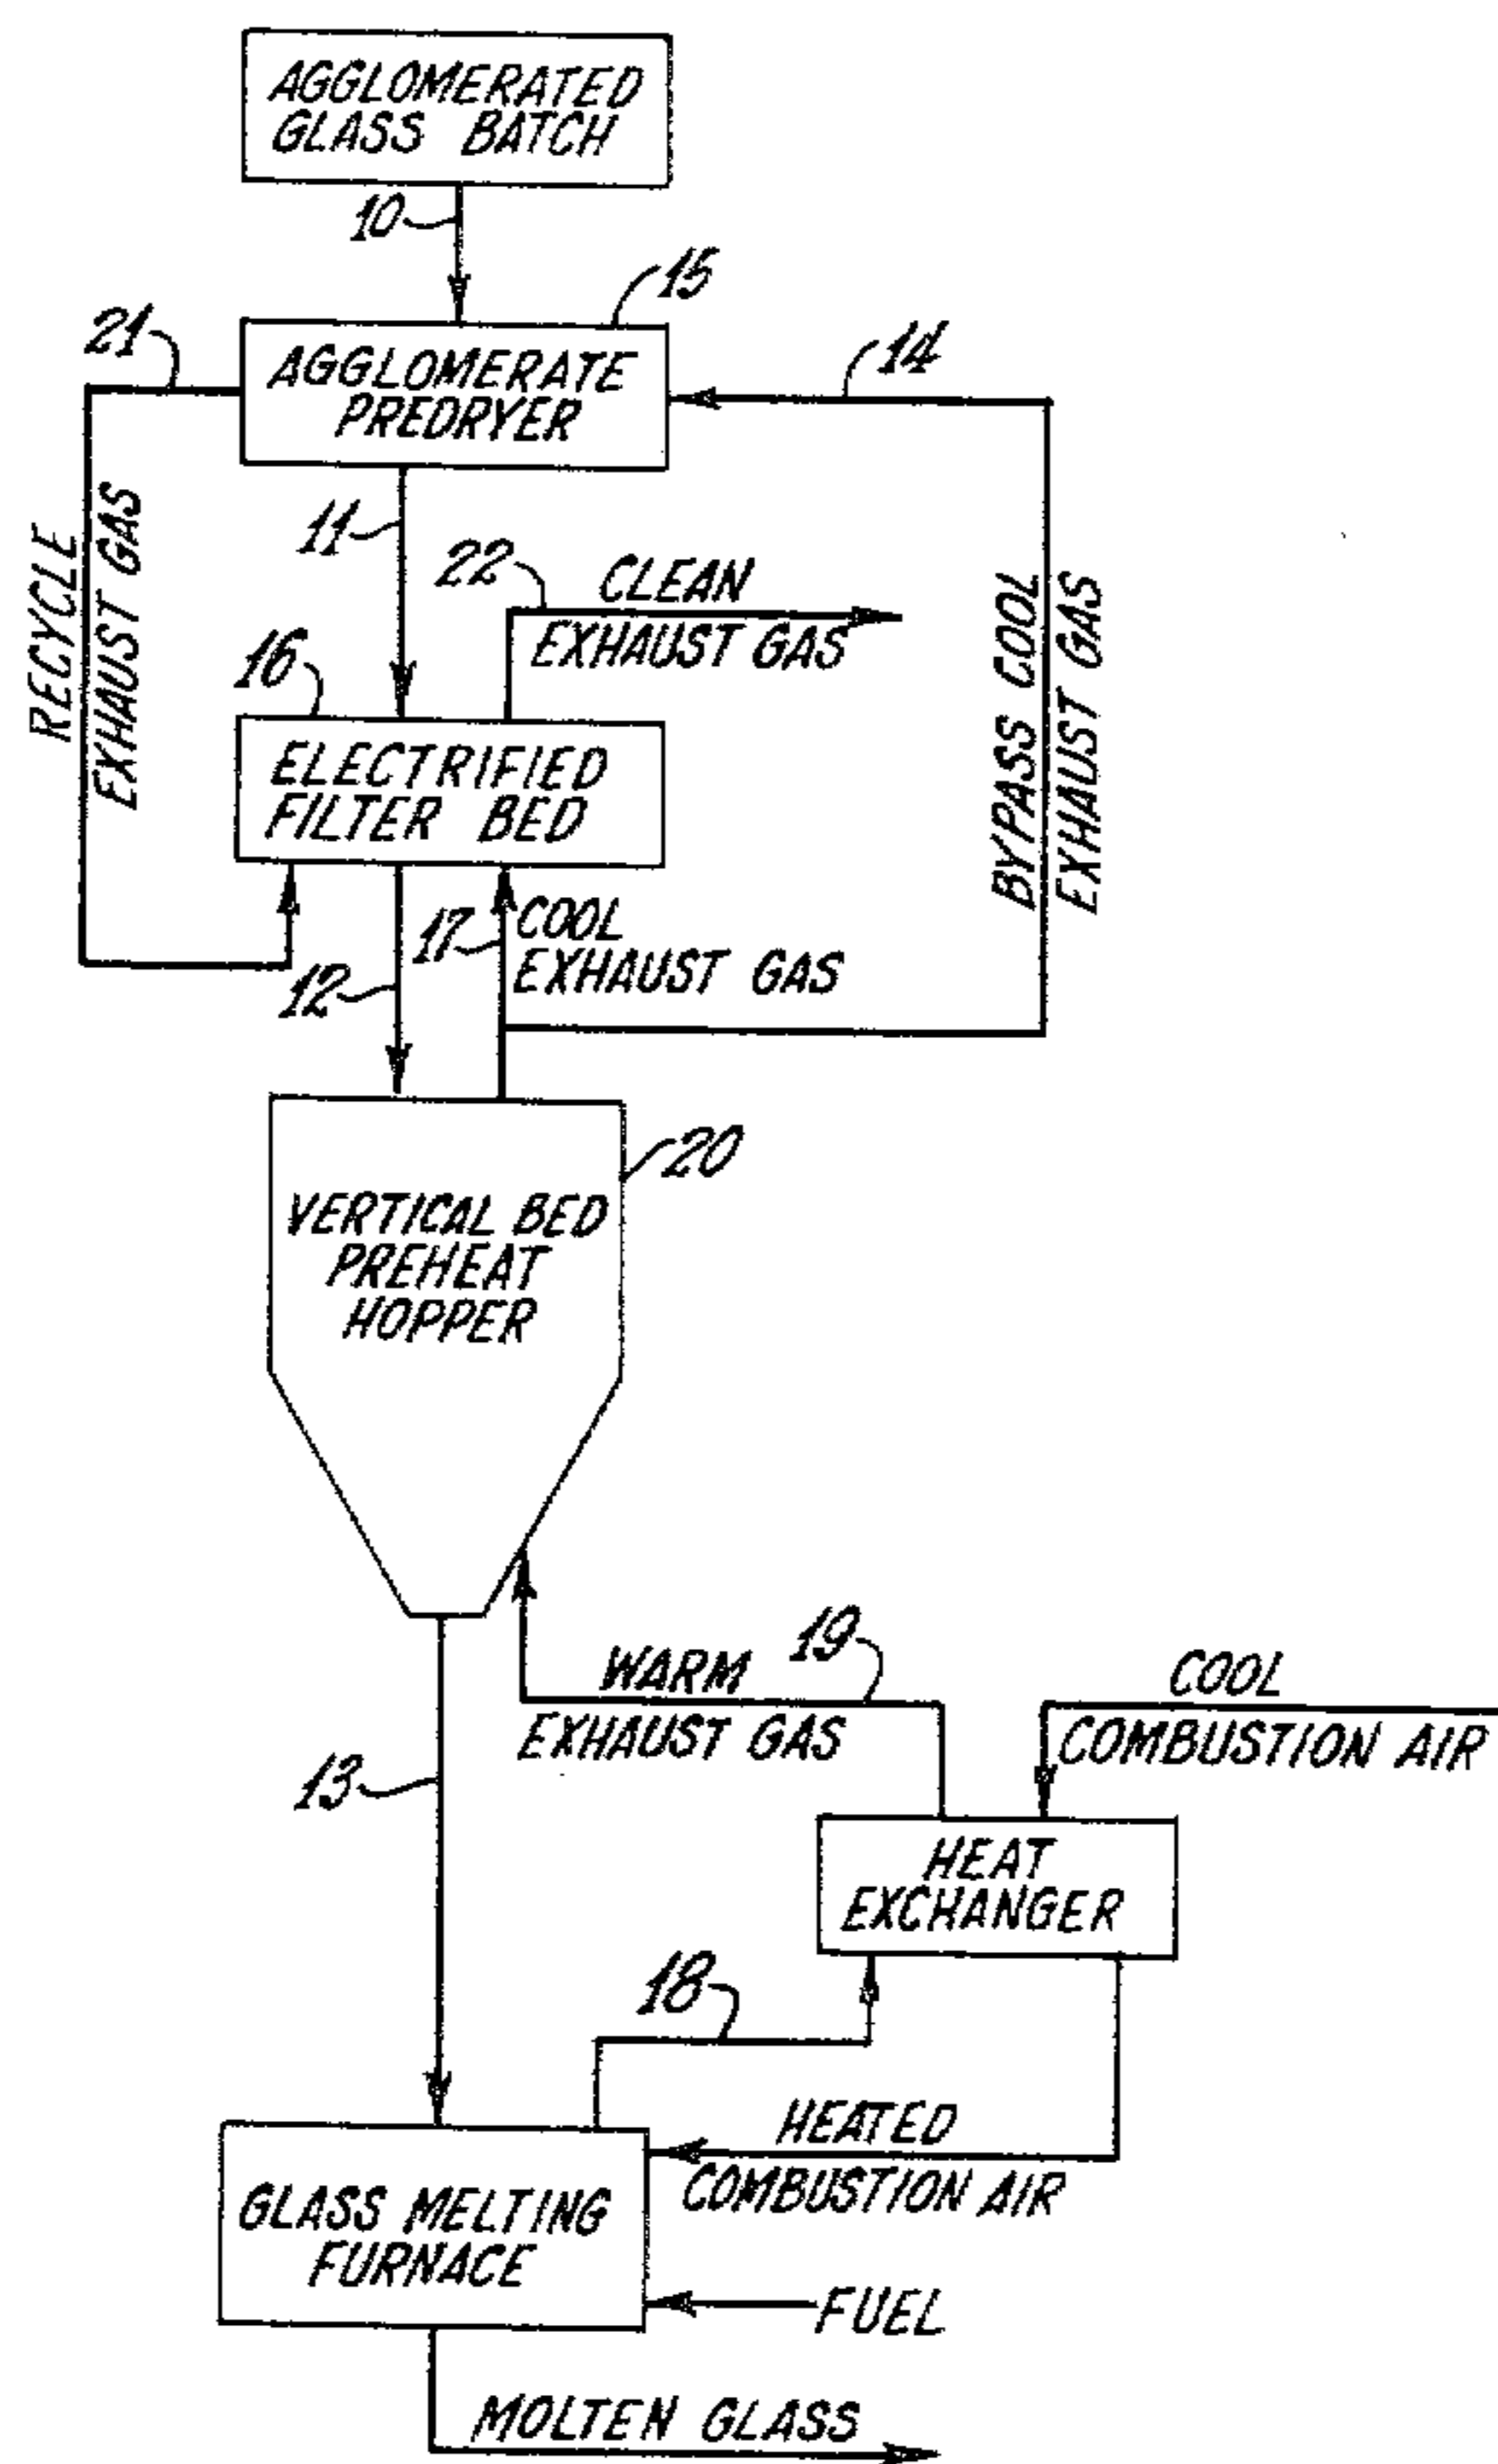 AGGLOMERATED
GLASS BATCH
10
15
21
14
AGGLOMERATE
PREDRYER
11
RECYCLE
EXHAUST GAS
22
CLEAN
EXHAUST GAS
BYPASS COOL
EXHAUST GAS
16
ELECTRIFIED
FILTER BED
17
COOL
EXHAUST GAS
12
20
VERTICAL BED
PREHEAT
HOPPER
19
WARM
EXHAUST GAS
COOL
COMBUSTION AIR
13
HEAT
EXCHANGER
18
HEATED
COMBUSTION AIR
GLASS MELTING
FURNACE
FUEL
MOLTEN GLASS